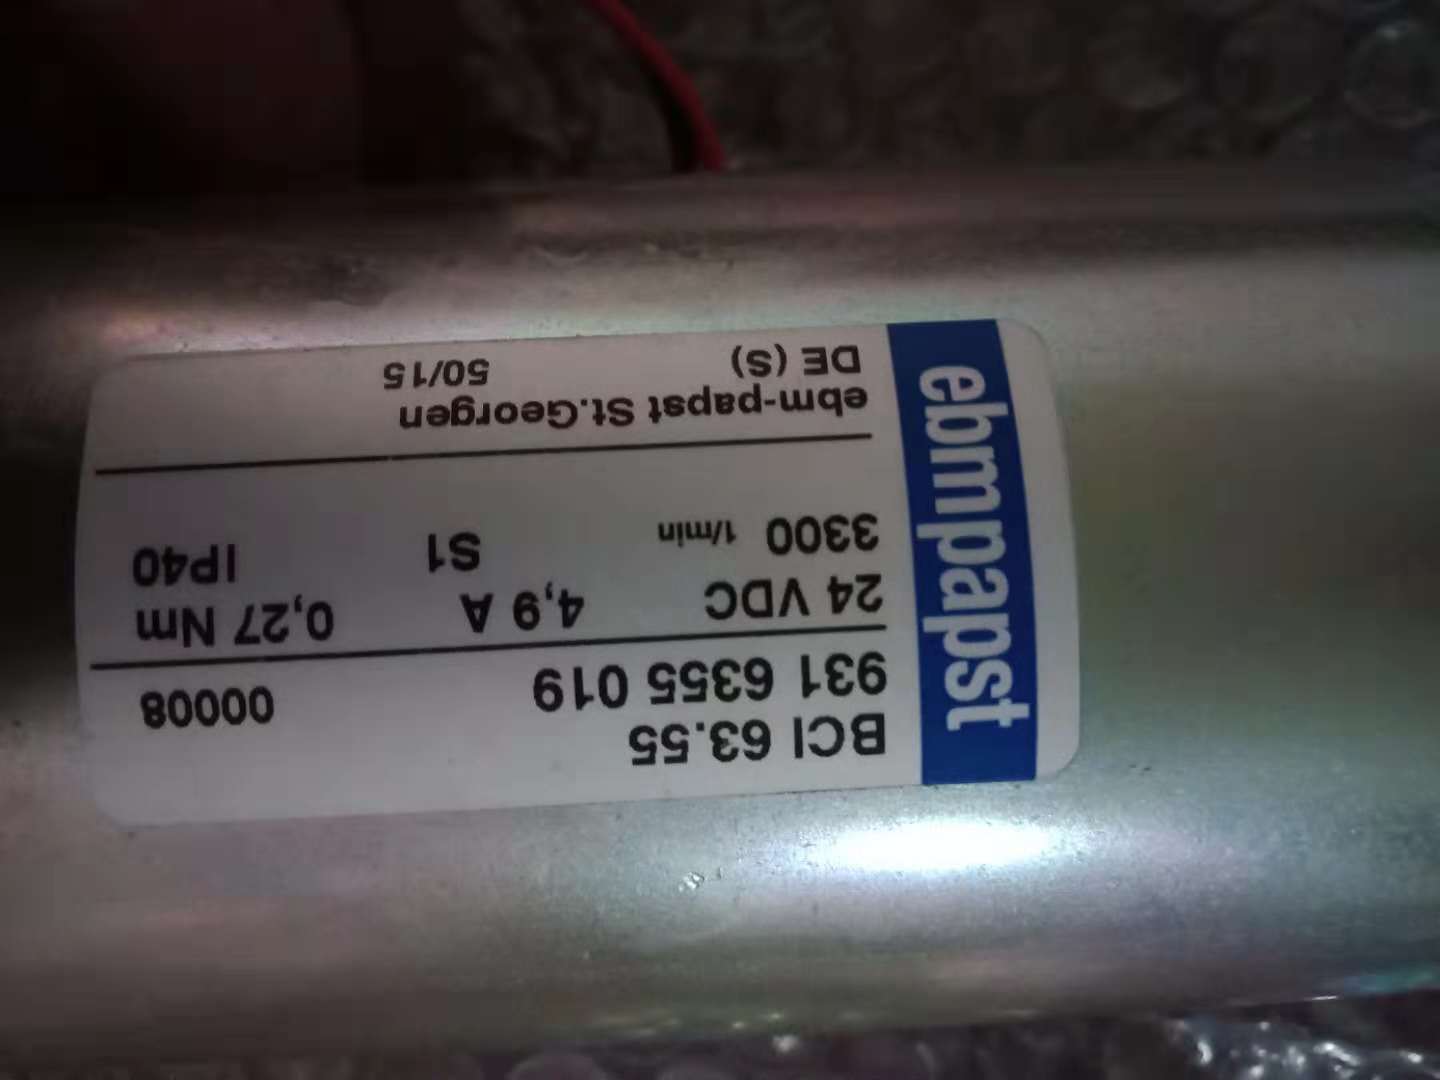 ebmpapst
BCI 63.55
931 6355 019 00008
24 VDC 4,9 A 0,27 Nm
3300 1/min S1 IP40
ebm-papst St.Georgen
DE (S) 50/15